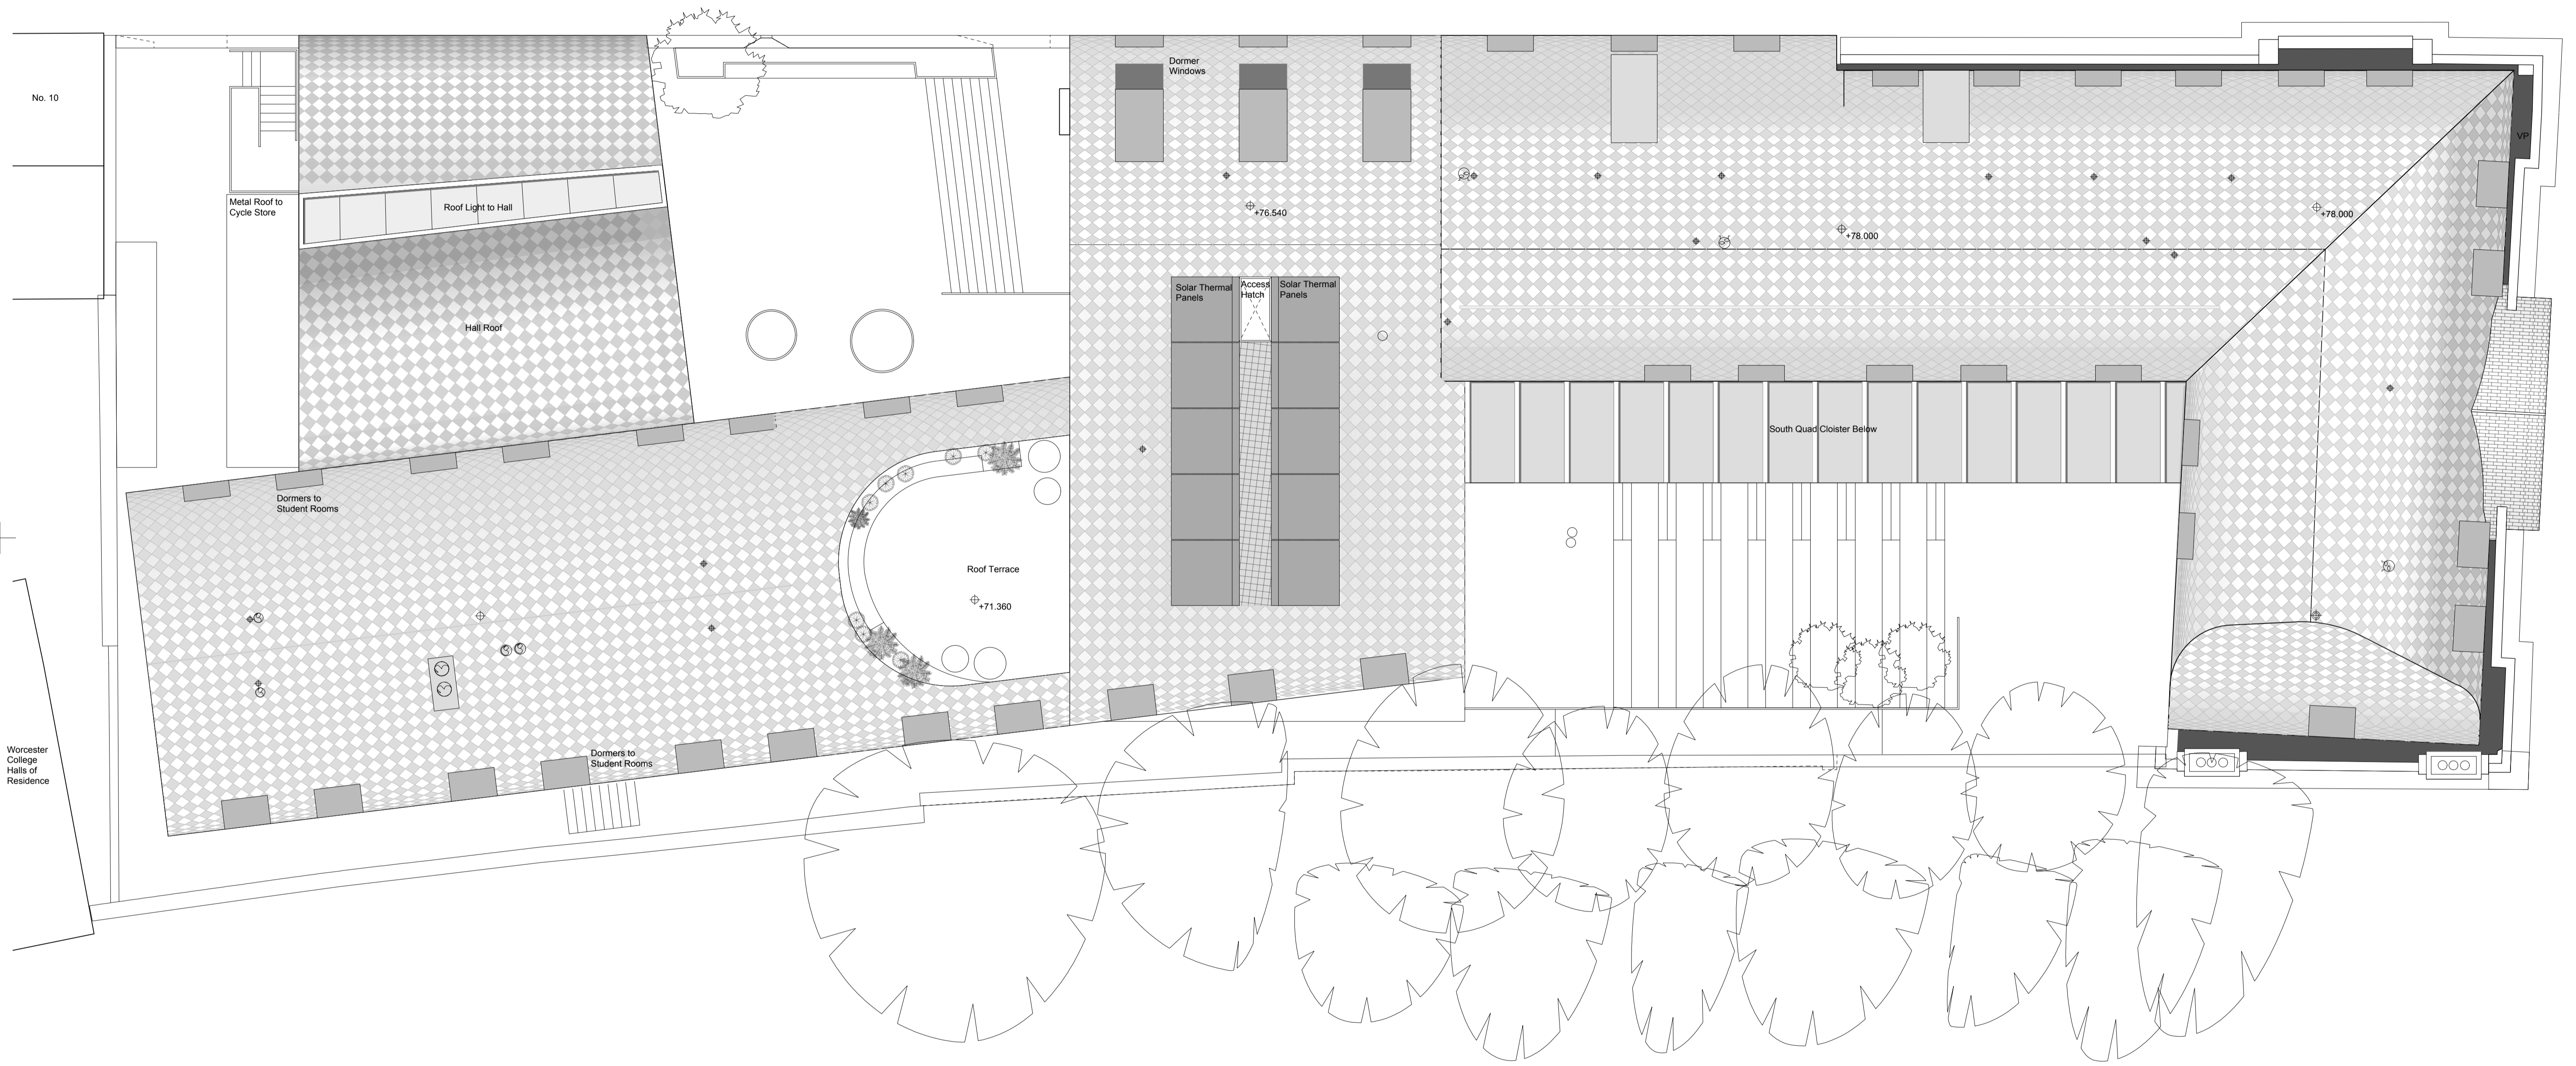 No. 10
Metal Roof to
Cycle Store
Roof Light to Hall
Hall Roof
Dormer
Windows
+76.540
Solar Thermal
Panels
Access
Hatch
Solar Thermal
Panels
+78.000
+78.000
VP
South Quad Cloister Below
Dormers to
Student Rooms
Roof Terrace
+71.360
Dormers to
Student Rooms
Worcester
College
Halls of
Residence